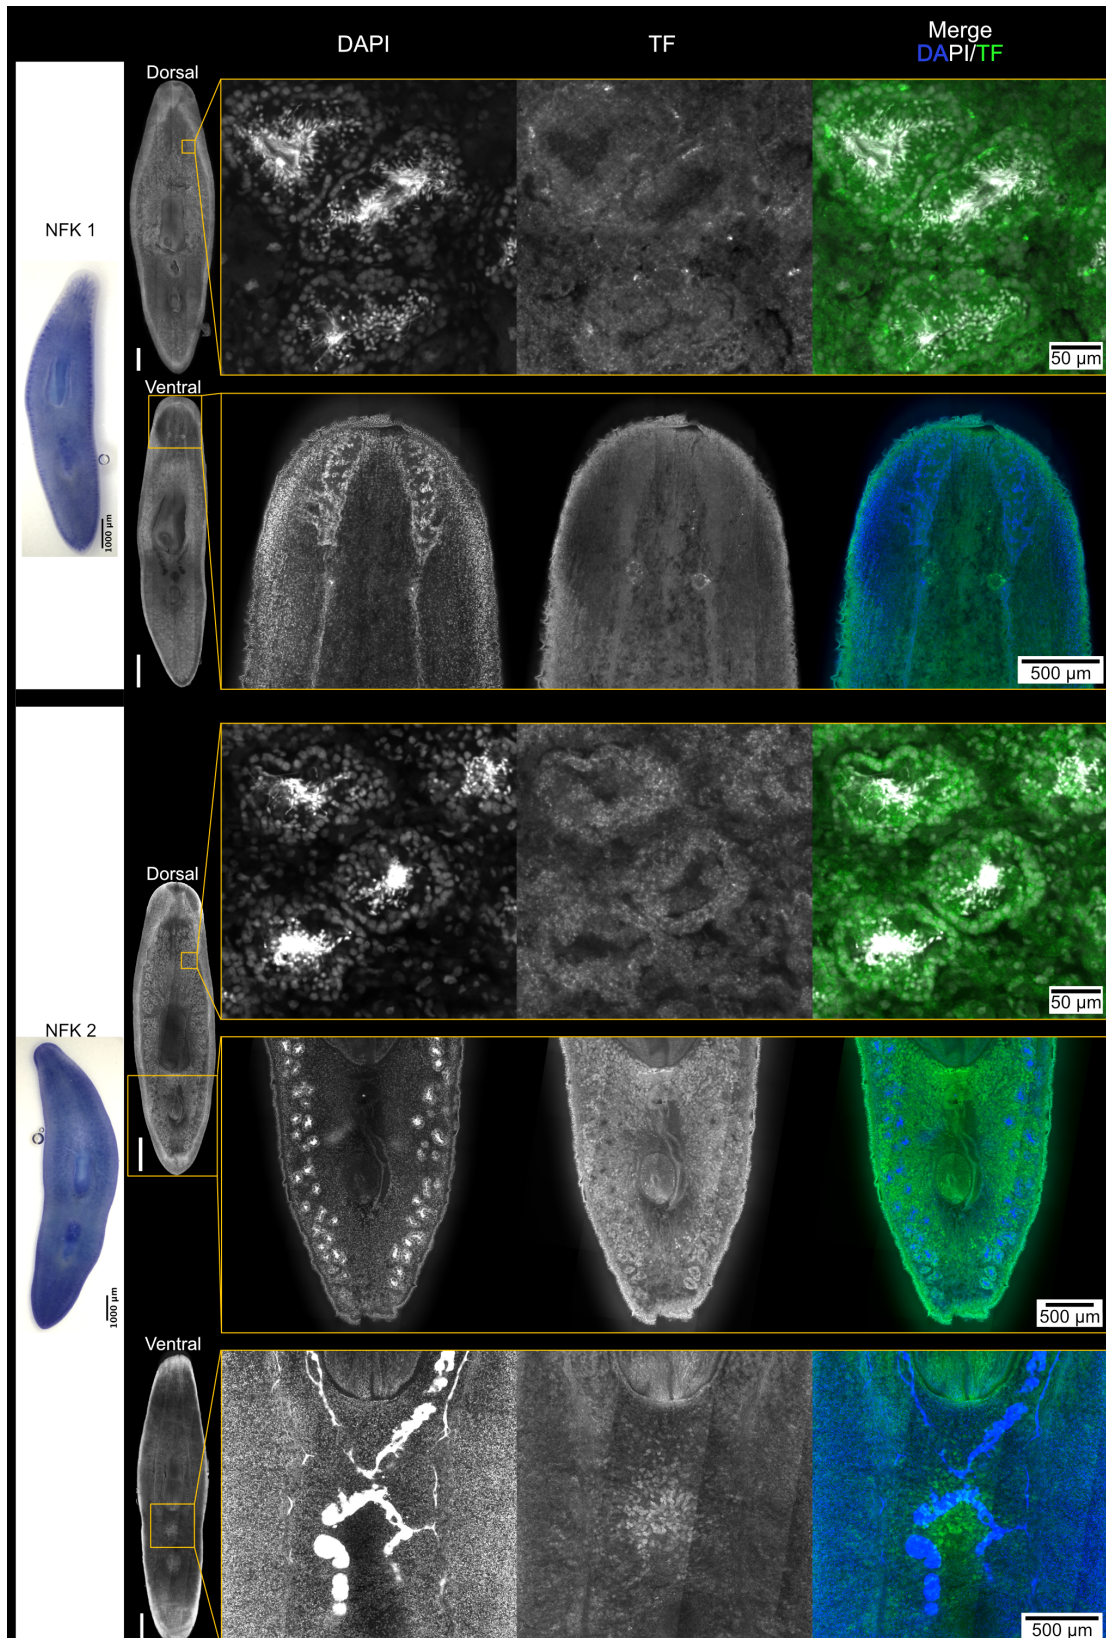 DAPI
TF
Merge
DAPI/TF
Dorsal
NFK 1
50 µm
Ventral
1000 µm
500 µm
Dorsal
50 µm
NFK 2
1000 µm
500 µm
Ventral
500 µm